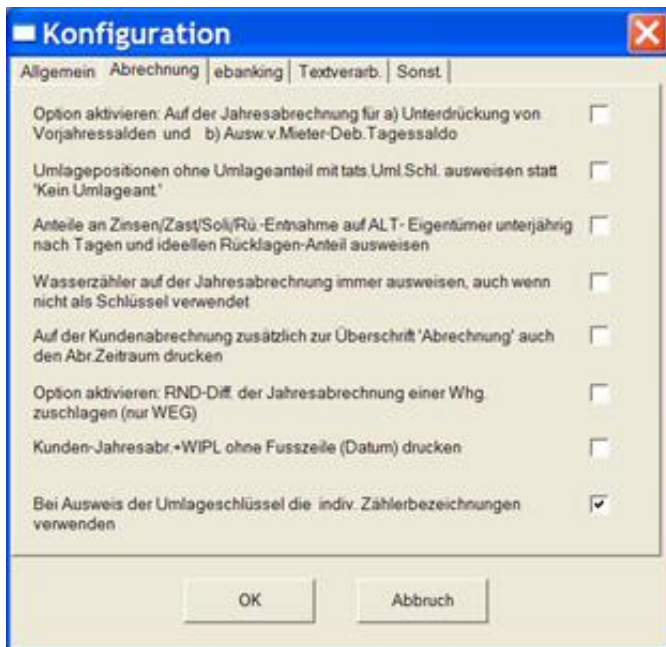 Konfiguration
Allgemein Abrechnung ebanking Textverarb. Sonst.
Option aktivieren: Auf der Jahresabrechnung für a) Unterdrückung von
Vorjahressalden und b) Ausw.v.Mieter-Deb.Tagessaldo
Umlagepositionen ohne Umlageanteil mit tats.Uml.Schl. ausweisen statt
'Kein Umlageant.'
Anteile an Zinsen/Zast/Soli/Rü.-Entnahme auf ALT- Eigentümer unterjährig
nach Tagen und ideellen Rücklagen-Anteil ausweisen
Wasserzähler auf der Jahresabrechnung immer ausweisen, auch wenn
nicht als Schlüssel verwendet
Auf der Kundenabrechnung zusätzlich zur Überschrift 'Abrechnung' auch
den Abr.Zeitraum drucken
Option aktivieren: RND-Diff. der Jahresabrechnung einer Whg.
zuschlagen (nur WEG)
Kunden-Jahresabr.+WIPL ohne Fusszeile (Datum) drucken
Bei Ausweis der Umlageschlüssel die indiv. Zählerbezeichnungen
verwenden
OK Abbruch